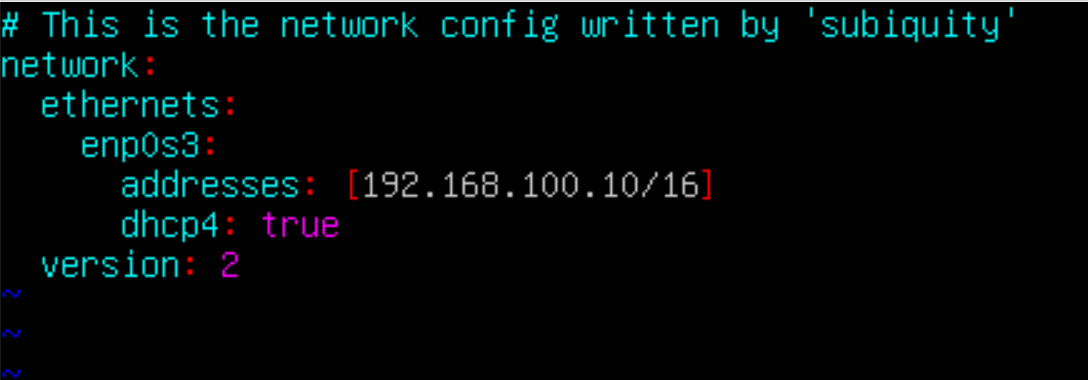 # This is the network config written by 'subiquity'
network:
  ethernets:
    enp0s3:
      addresses: [192.168.100.10/16]
      dhcp4: true
  version: 2
~
~
~